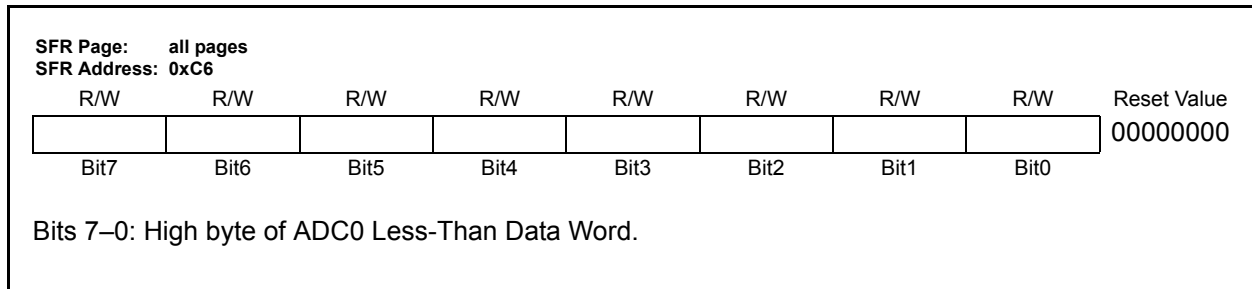 SFR Page: all pages
SFR Address: 0xC6
R/W R/W R/W R/W R/W R/W R/W R/W Reset Value
00000000
Bit7 Bit6 Bit5 Bit4 Bit3 Bit2 Bit1 Bit0
Bits 7–0: High byte of ADC0 Less-Than Data Word.